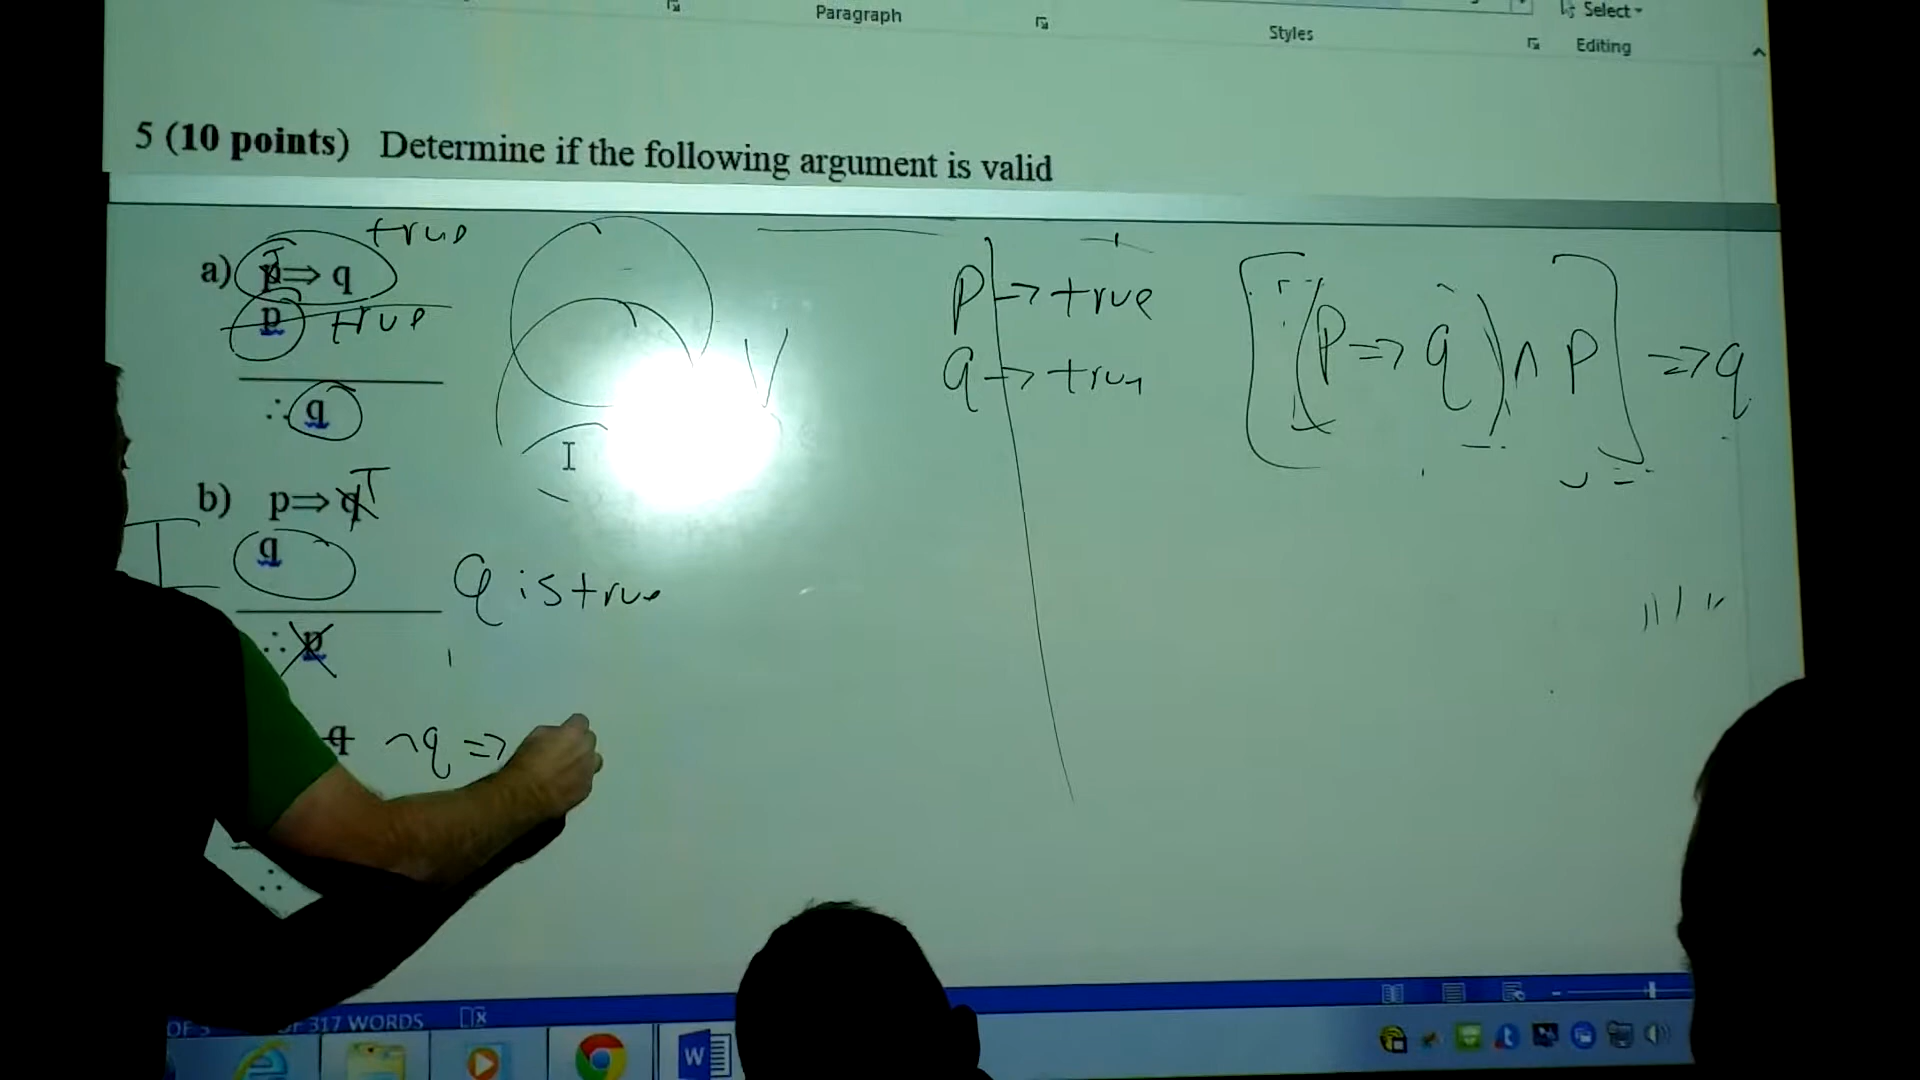 Paragraph
Styles
Select
Editing
5 (10 points) Determine if the following argument is valid
a) p⇒ q
T
true
p true
∴ q
b) p⇒ q T
q
q is true
∴ p
q ~q =>
I
V
p -> true
q -> true
[(p => q) ∧ p] => q
317 WORDS
W